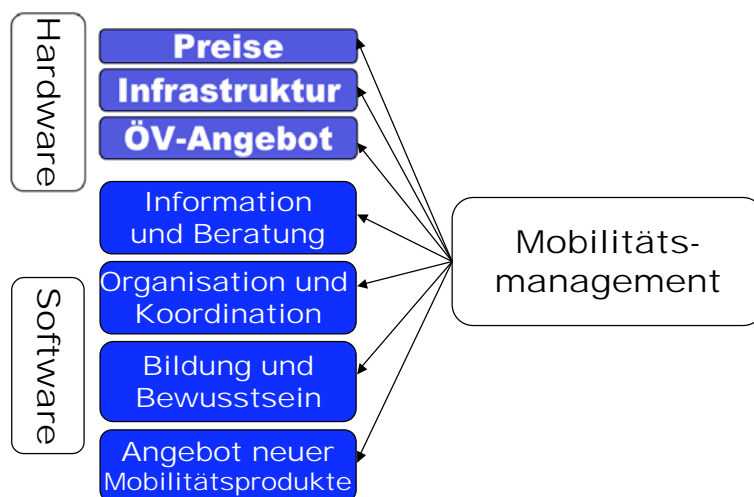 Hardware
Preise
Infrastruktur
ÖV-Angebot
Software
Information
und Beratung
Organisation und
Koordination
Bildung und
Bewusstsein
Angebot neuer
Mobilitätsprodukte
Mobilitäts-
management